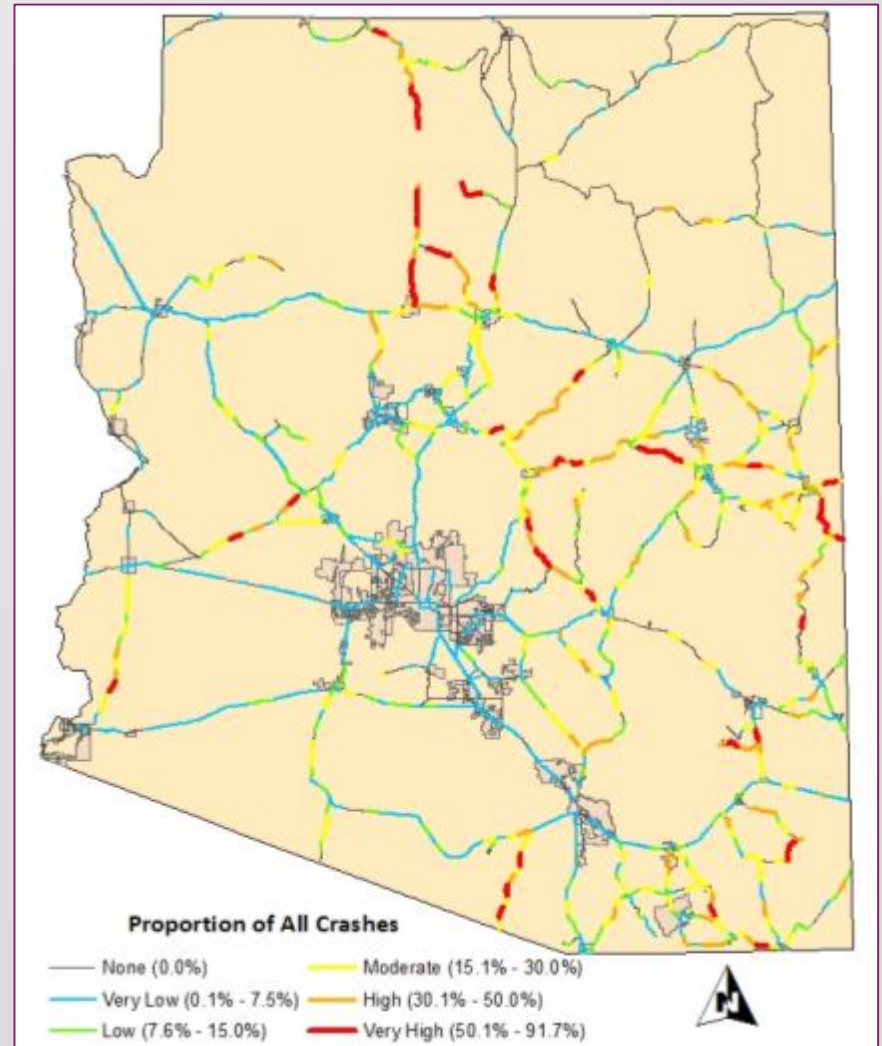 Proportion of All Crashes
None (0.0%)
Very Low (0.1% - 7.5%)
Low (7.6% - 15.0%)
Moderate (15.1% - 30.0%)
High (30.1% - 50.0%)
Very High (50.1% - 91.7%)
N